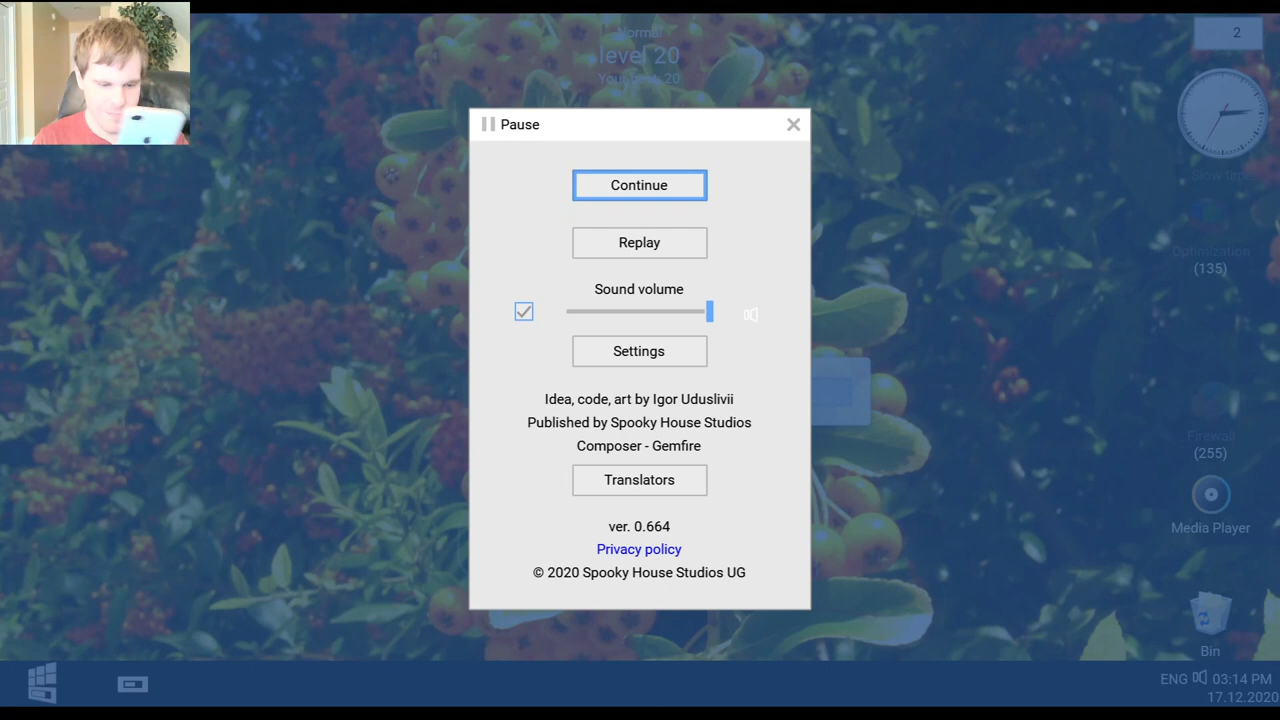 Normal
level 20
2
Pause
Continue
Replay
Sound volume
Settings
Idea, code, art by Igor Uduslivii
Published by Spooky House Studios
Composer - Gemfire
Translators
ver. 0.664
Privacy policy
© 2020 Spooky House Studios UG
Slow time
Optimization
(135)
Firewall
(255)
Media Player
Bin
ENG 03:14 PM
17.12.2020